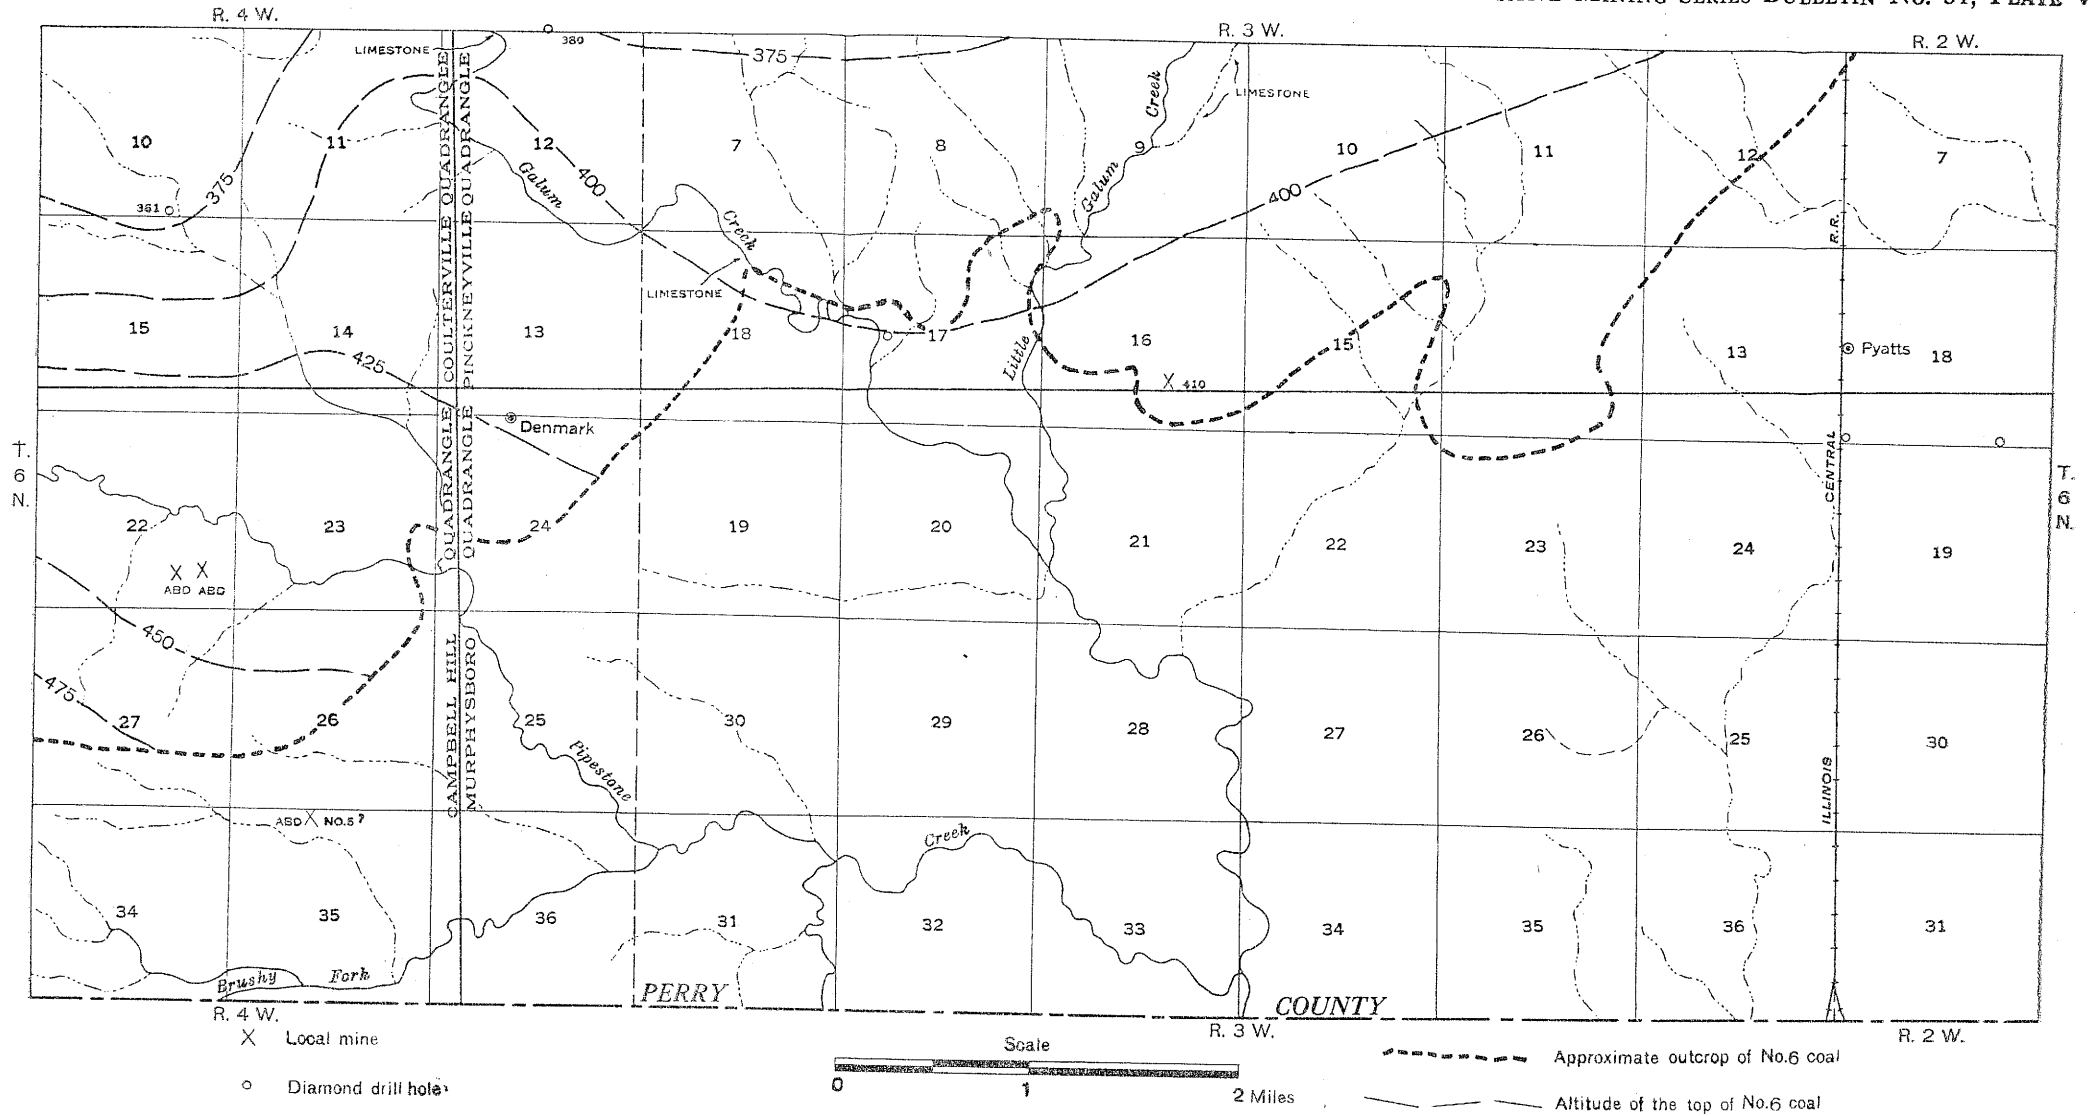 R. 4 W.
R. 3 W.
R. 2 W.
LIMESTONE
380
375
LIMESTONE
Creek
10
11
12
7
8
9
10
11
12
7
QUADRANGLE
QUADRANGLE
Galum
400
Galum
375
361
400
Creek
R.R.
COULTERVILLE
PINCKNEYVILLE
LIMESTONE
15
14
13
18
17
16
15
13
Pyatts
18
425
Little
410
Denmark
T.
6
N.
T.
6
N.
QUADRANGLE
QUADRANGLE
CENTRAL
22
23
24
19
20
21
22
23
24
19
ABD ABD
450
475
CAMPBELL HILL
MURPHYSBORO
27
26
25
30
29
28
27
26
25
30
Pipestone
ILLINOIS
ABD NO.5?
Creek
34
35
36
31
32
33
34
35
36
31
Brushy Fork
PERRY COUNTY
R. 4 W.
R. 3 W.
R. 2 W.
X Local mine
Diamond drill hole
Scale
0 1 2 Miles
Approximate outcrop of No.6 coal
Altitude of the top of No.6 coal